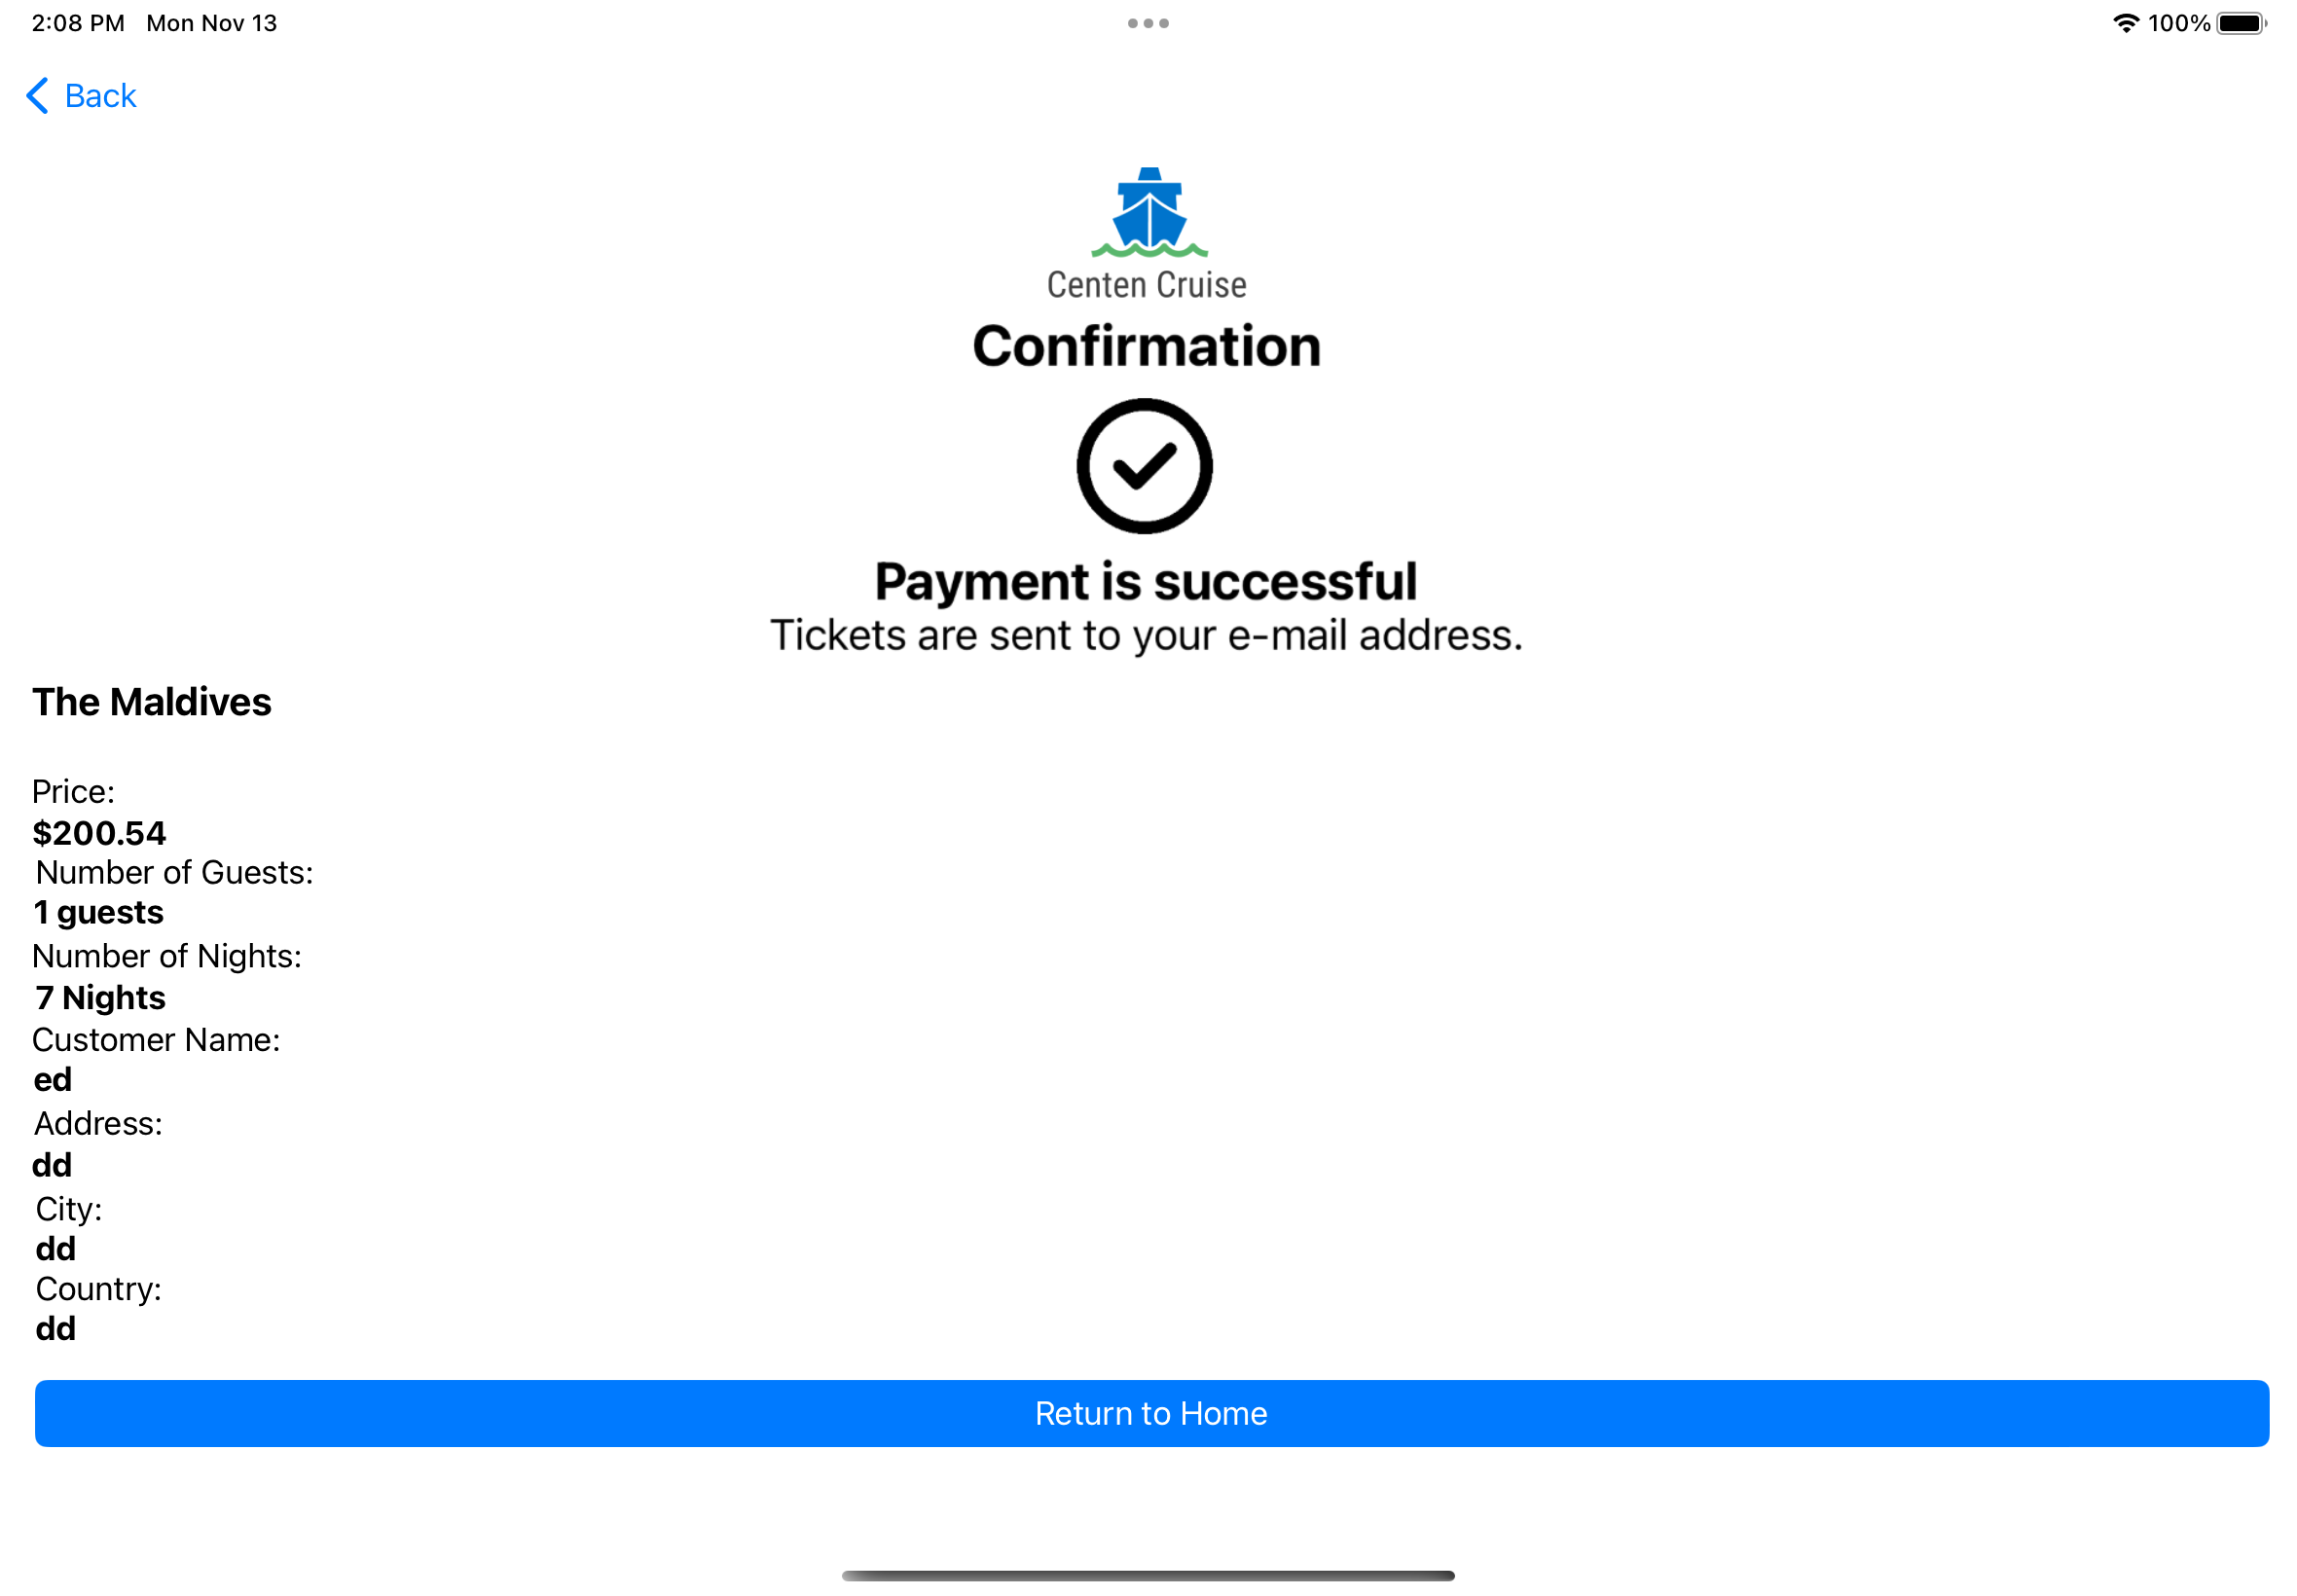 2:08 PM Mon Nov 13
100%
Back
Centen Cruise
Confirmation
Payment is successful
Tickets are sent to your e-mail address.
The Maldives
Price:
$200.54
Number of Guests:
1 guests
Number of Nights:
7 Nights
Customer Name:
ed
Address:
dd
City:
dd
Country:
dd
Return to Home